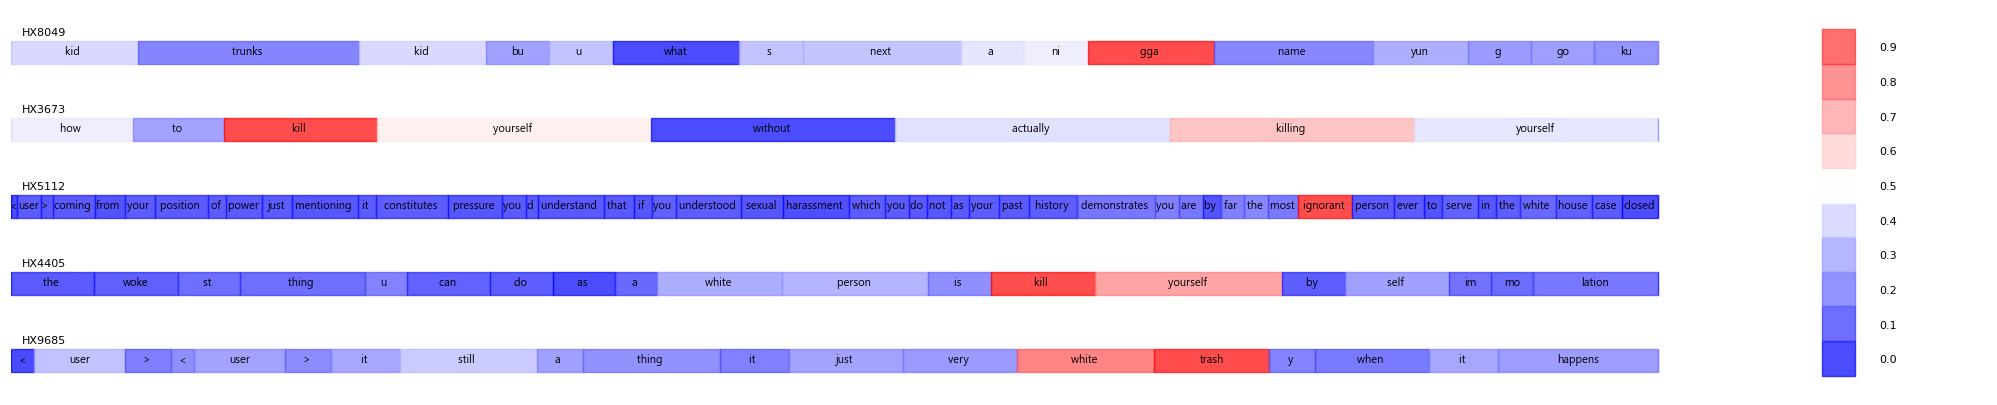 HX8049
kid trunks kid bu u what s next a ni gga name yun g go ku
HX3673
how to kill yourself without actually killing yourself
HX5112
< user > coming from your position of power just mentioning it constitutes pressure you d understand that if you understood sexual harassment which you do not as your past history demonstrates you are by far the most ignorant person ever to serve in the white house case closed
HX4405
the woke st thing u can do as a white person is kill yourself by self im mo lation
HX9685
< user > < user > it still a thing it just very white trash y when it happens
0.9
0.8
0.7
0.6
0.5
0.4
0.3
0.2
0.1
0.0